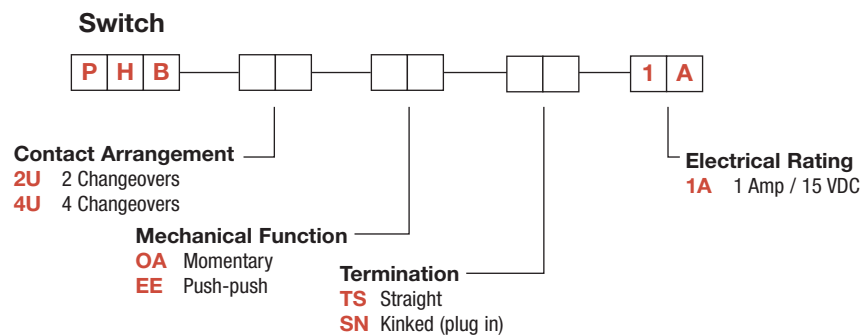 Switch
P H B 1 A
Contact Arrangement
2U 2 Changeovers
4U 4 Changeovers
Mechanical Function
OA Momentary
EE Push-push
Termination
TS Straight
SN Kinked (plug in)
Electrical Rating
1A 1 Amp / 15 VDC